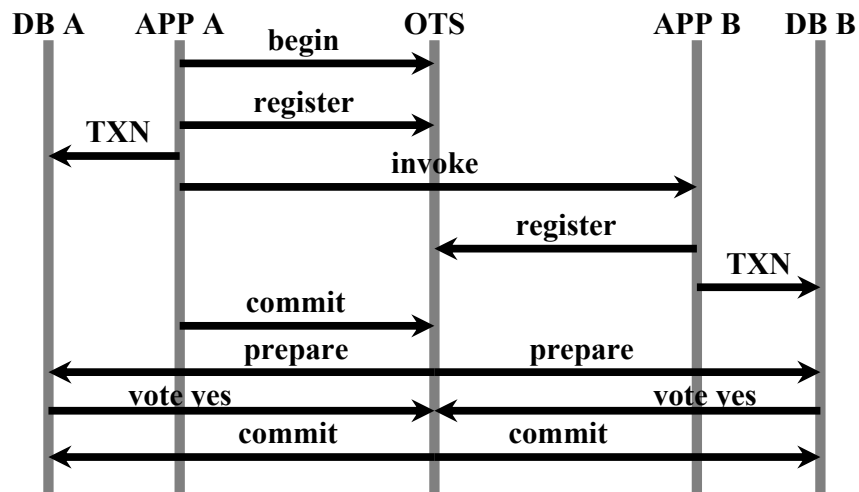 DB A APP A OTS APP B DB B
begin
register
TXN
invoke
register
TXN
commit
prepare prepare
vote yes vote yes
commit commit